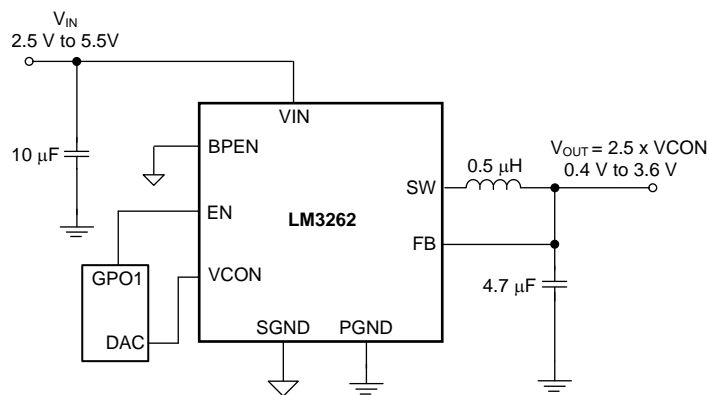 VIN
2.5 V to 5.5V
10 μF
VIN
BPEN
EN
VCON
GPO1
DAC
LM3262
SGND
PGND
SW
FB
0.5 μH
VOUT = 2.5 x VCON
0.4 V to 3.6 V
4.7 μF